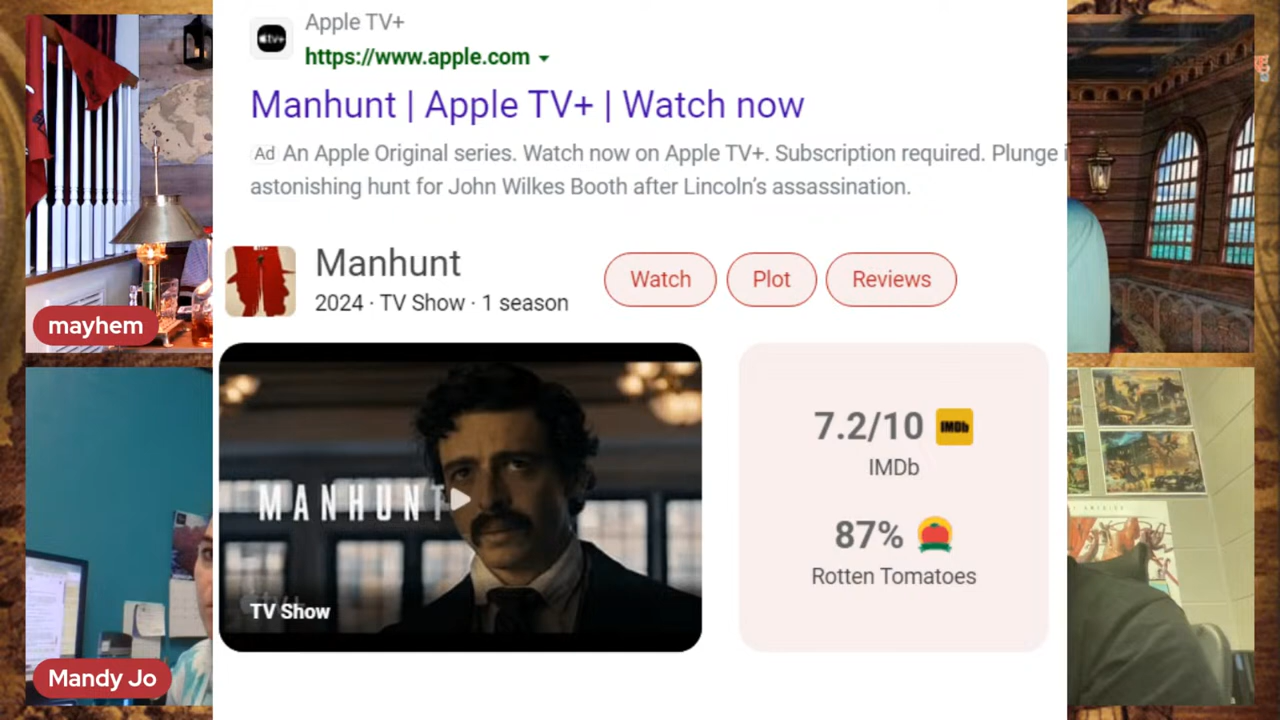 Apple TV+
https://www.apple.com
Manhunt | Apple TV+ | Watch now
Ad An Apple Original series. Watch now on Apple TV+. Subscription required. Plunge
astonishing hunt for John Wilkes Booth after Lincoln's assassination.
Manhunt
2024 · TV Show · 1 season
Watch
Plot
Reviews
MANHUNT
TV Show
7.2/10 IMDb
IMDb
87%
Rotten Tomatoes
mayhem
Mandy Jo